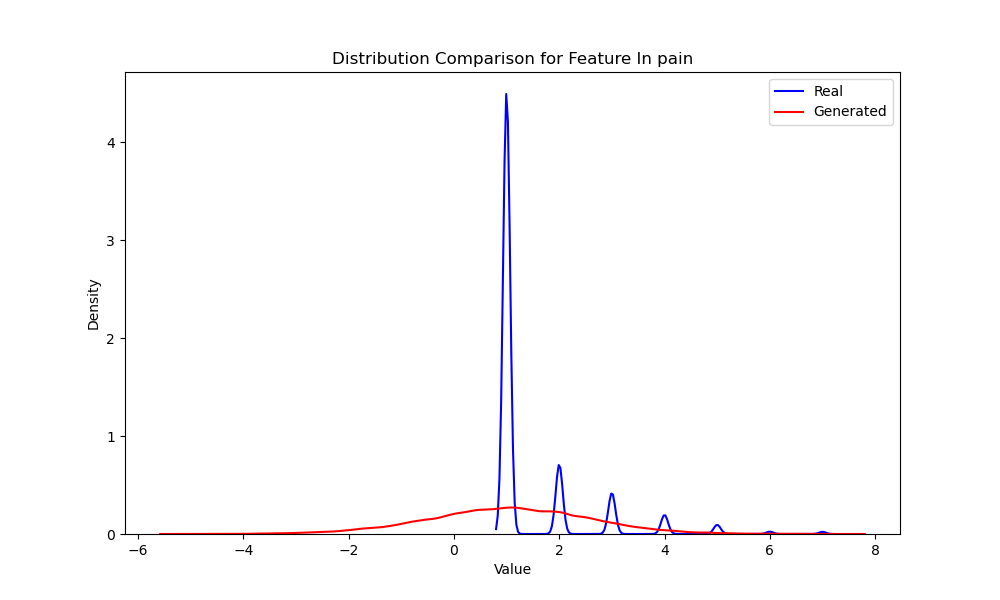 Distribution Comparison for Feature In pain
Real
Generated
4
3
2
1
0
Density
−6
−4
−2
0
2
4
6
8
Value